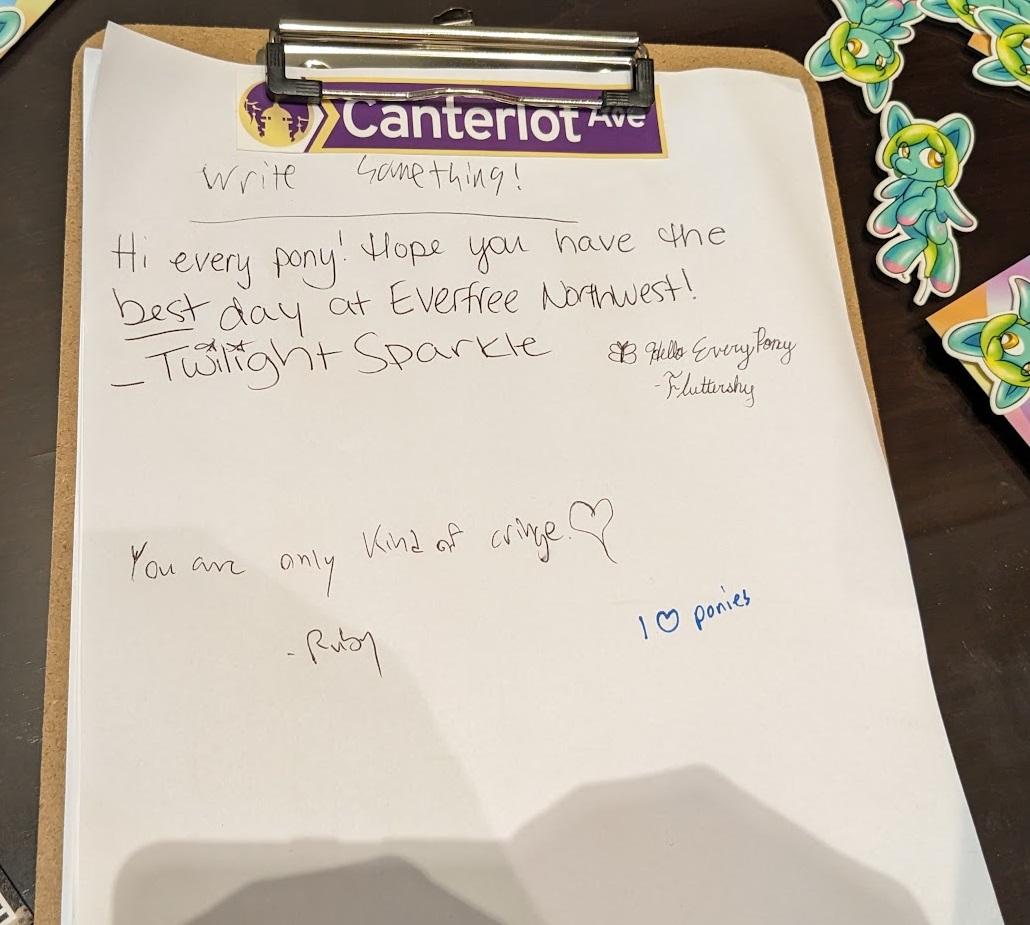 Canterlot Ave
Write Something!
Hi every pony! Hope you have the
best day at Everfree Northwest!
- Twilight Sparkle
Hello Every Pony
- Fluttershy
You are only kind of cringe.
- Ruby
I ♡ ponies